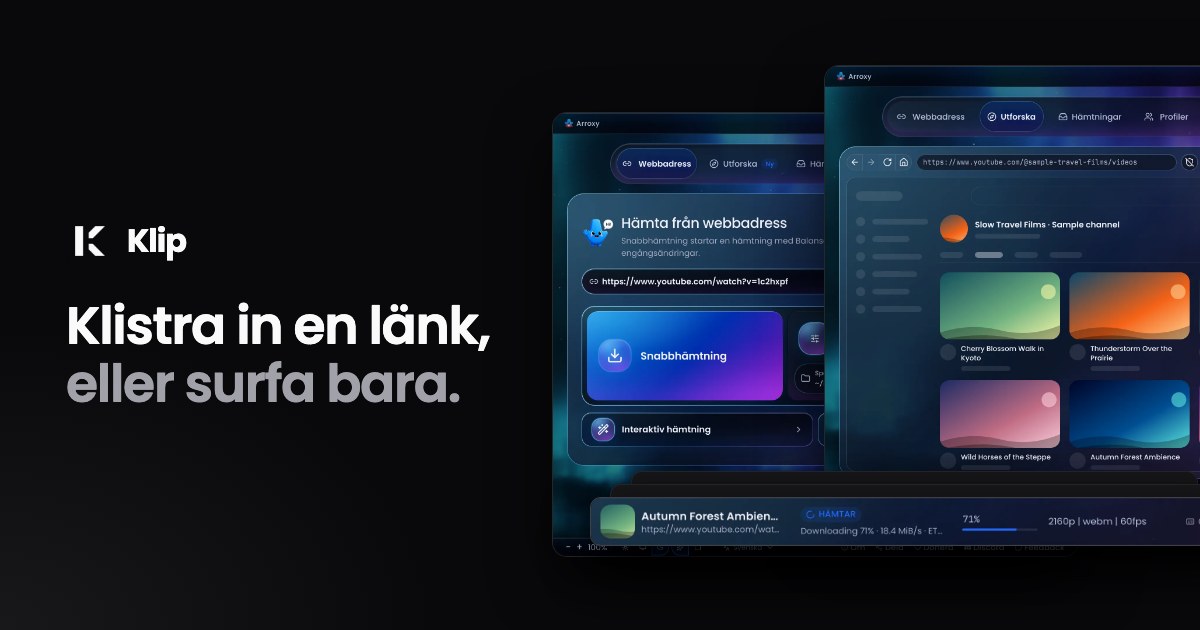 Klip
Klistra in en länk,
eller surfa bara.
Arroxy
Webbadress
Utforska
Ny
Hämta från webbadress
Snabbhämtning startar en hämtning med Balans
engångsändringar.
https://www.youtube.com/watch?v=1c2hxpf
Snabbhämtning
Interaktiv hämtning
Arroxy
Webbadress
Utforska
Hämtningar
Profiler
https://www.youtube.com/@sample-travel-films/videos
Slow Travel Films · Sample channel
Cherry Blossom Walk in
Kyoto
Thunderstorm Over the
Prairie
Wild Horses of the Steppe
Autumn Forest Ambience
Autumn Forest Ambien...
https://www.youtube.com/wat...
HÄMTAR
Downloading 71% · 18.4 MiB/s · ET...
71%
2160p | webm | 60fps